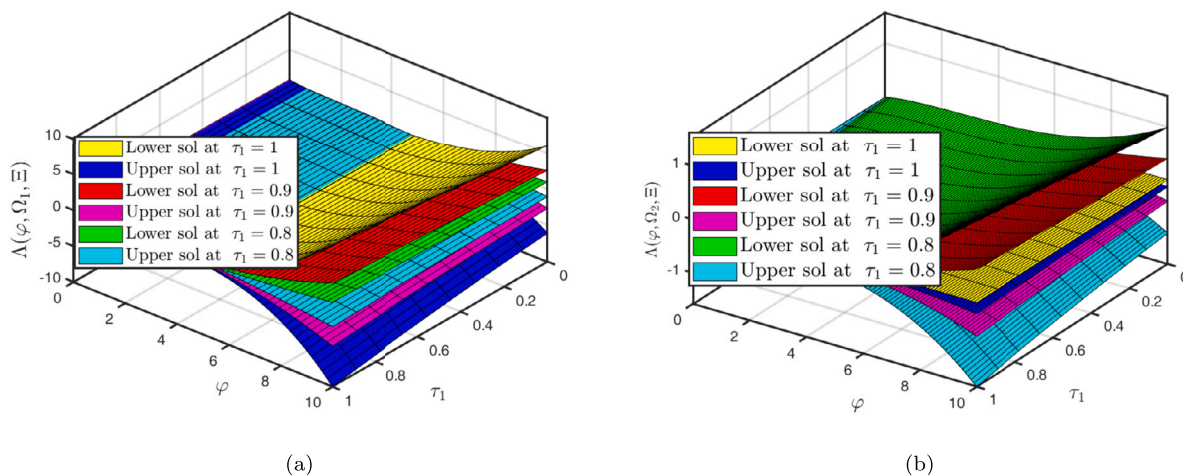 10
5
0
-5
-10
Λ(φ, Ω₁, Ξ)
Lower sol at τ₁ = 1
Upper sol at τ₁ = 1
Lower sol at τ₁ = 0.9
Upper sol at τ₁ = 0.9
Lower sol at τ₁ = 0.8
Upper sol at τ₁ = 0.8
0
2
4
6
8
10
φ
1
0.8
0.6
0.4
0.2
0
τ₁
(a)
1
0
-1
Λ(φ, Ω₂, Ξ)
Lower sol at τ₁ = 1
Upper sol at τ₁ = 1
Lower sol at τ₁ = 0.9
Upper sol at τ₁ = 0.9
Lower sol at τ₁ = 0.8
Upper sol at τ₁ = 0.8
0
2
4
6
8
10
φ
1
0.8
0.6
0.4
0.2
0
τ₁
(b)